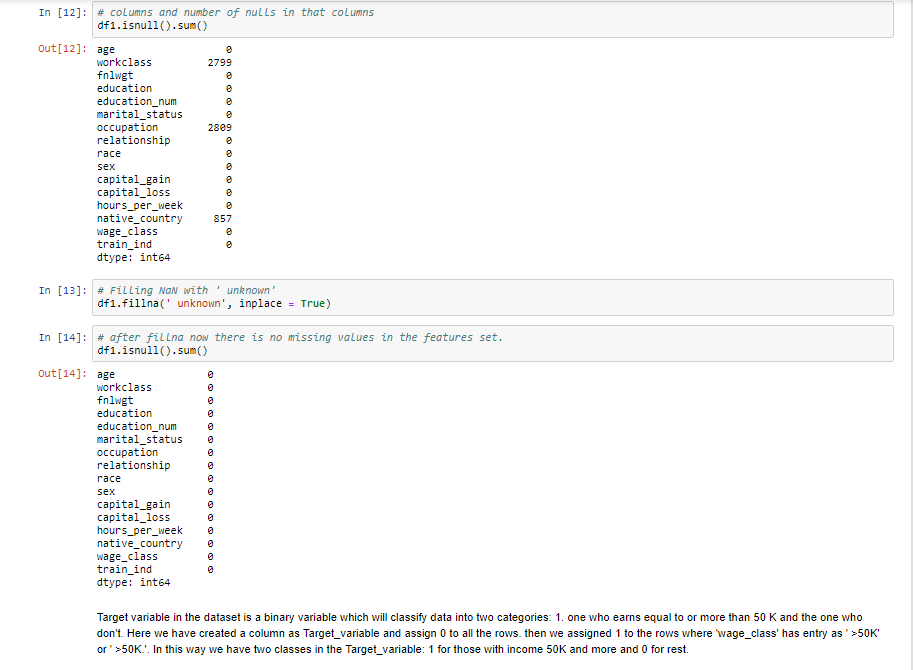 In [12]: # columns and number of nulls in that columns
df1.isnull().sum()
Out[12]: age 0
workclass 2799
fnlwgt 0
education 0
education_num 0
marital_status 0
occupation 2809
relationship 0
race 0
sex 0
capital_gain 0
capital_loss 0
hours_per_week 0
native_country 857
wage_class 0
train_ind 0
dtype: int64
In [13]: # Filling NaN with ' unknown'
df1.fillna(' unknown', inplace = True)
In [14]: # after fillna now there is no missing values in the features set.
df1.isnull().sum()
Out[14]: age 0
workclass 0
fnlwgt 0
education 0
education_num 0
marital_status 0
occupation 0
relationship 0
race 0
sex 0
capital_gain 0
capital_loss 0
hours_per_week 0
native_country 0
wage_class 0
train_ind 0
dtype: int64
Target variable in the dataset is a binary variable which will classify data into two categories: 1. one who earns equal to or more than 50 K and the one who
don't. Here we have created a column as Target_variable and assign 0 to all the rows. then we assigned 1 to the rows where 'wage_class' has entry as ' >50K'
or ' >50K.'. In this way we have two classes in the Target_variable: 1 for those with income 50K and more and 0 for rest.